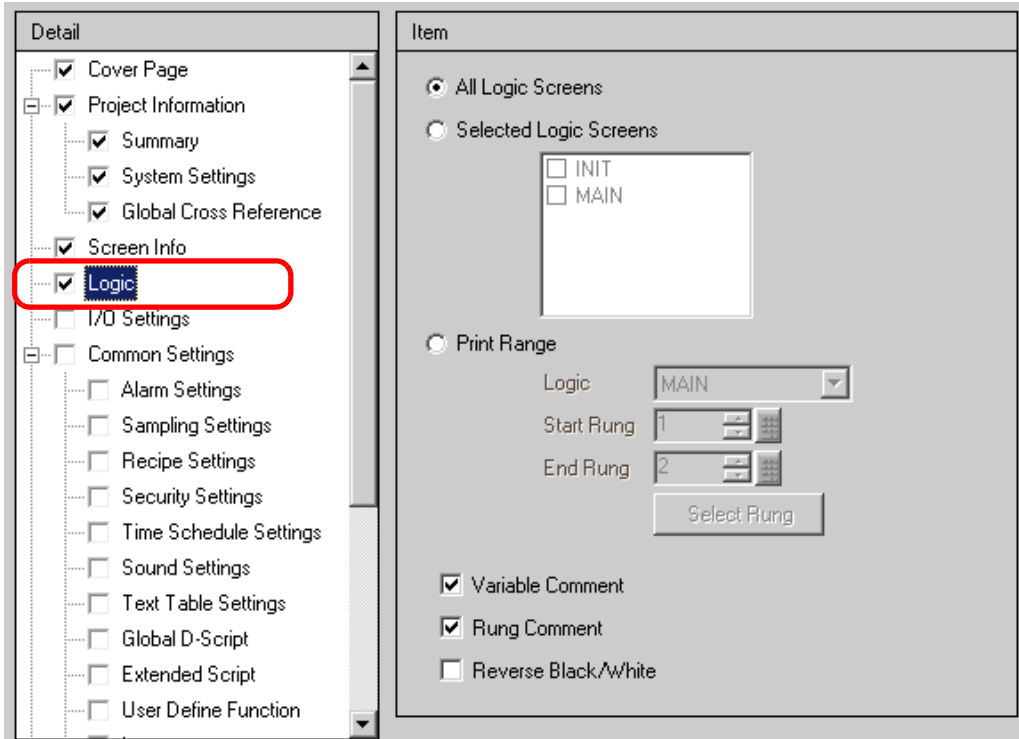 Detail
Cover Page
Project Information
Summary
System Settings
Global Cross Reference
Screen Info
Logic
I/O Settings
Common Settings
Alarm Settings
Sampling Settings
Recipe Settings
Security Settings
Time Schedule Settings
Sound Settings
Text Table Settings
Global D-Script
Extended Script
User Define Function
Item
All Logic Screens
Selected Logic Screens
INIT
MAIN
Print Range
Logic MAIN
Start Rung 1
End Rung 2
Select Rung
Variable Comment
Rung Comment
Reverse Black/White